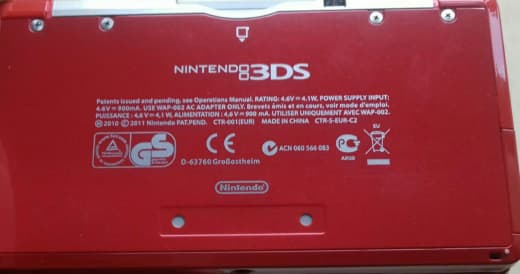 NINTENDO 3DS
Patents issued and pending, see Operations Manual. RATING: 4.6V⎓4.1W, POWER SUPPLY INPUT:
4.6V⎓900mA. USE WAP-002 AC ADAPTER ONLY. Brevets émis et en cours, voir mode d'emploi.
PUISSANCE : 4,6 V⎓4,1 W, ALIMENTATION : 4,6 V⎓900 mA. UTILISER UNIQUEMENT AVEC WAP-002.
Ⓜ 2010 © 2011 Nintendo PAT.PEND. CTR-001(EUR) MADE IN CHINA CTR-S-EUR-C2
GS CE ACN 060 566 083 EU
D-63760 Großostheim
Nintendo